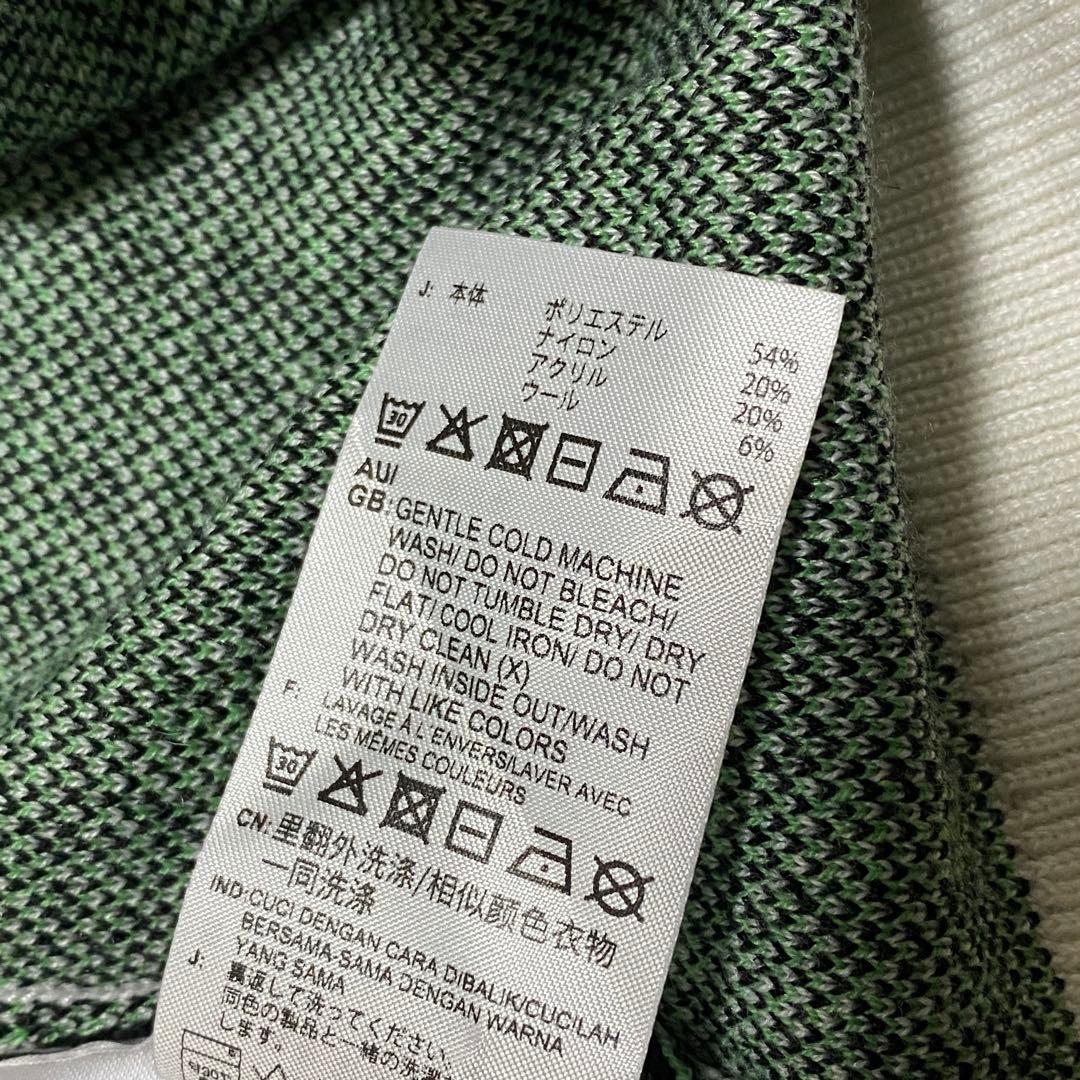 J: 本体 ポリエステル 54%
ナイロン 20%
アクリル 20%
ウール 6%
30
AU/
GB: GENTLE COLD MACHINE
WASH/ DO NOT BLEACH/
DO NOT TUMBLE DRY/ DRY
FLAT/ COOL IRON/ DO NOT
DRY CLEAN (X)
WASH INSIDE OUT/WASH
WITH LIKE COLORS
F: LAVAGE À L'ENVERS/LAVER AVEC
LES MÊMES COULEURS
30
CN: 里翻外洗涤/相似颜色衣物
一同洗涤
IND: CUCI DENGAN CARA DIBALIK/CUCILAH
BERSAMA-SAMA DENGAN WARNA
YANG SAMA
J: 裏返して洗ってください。
同色の製品と一緒の洗
します。